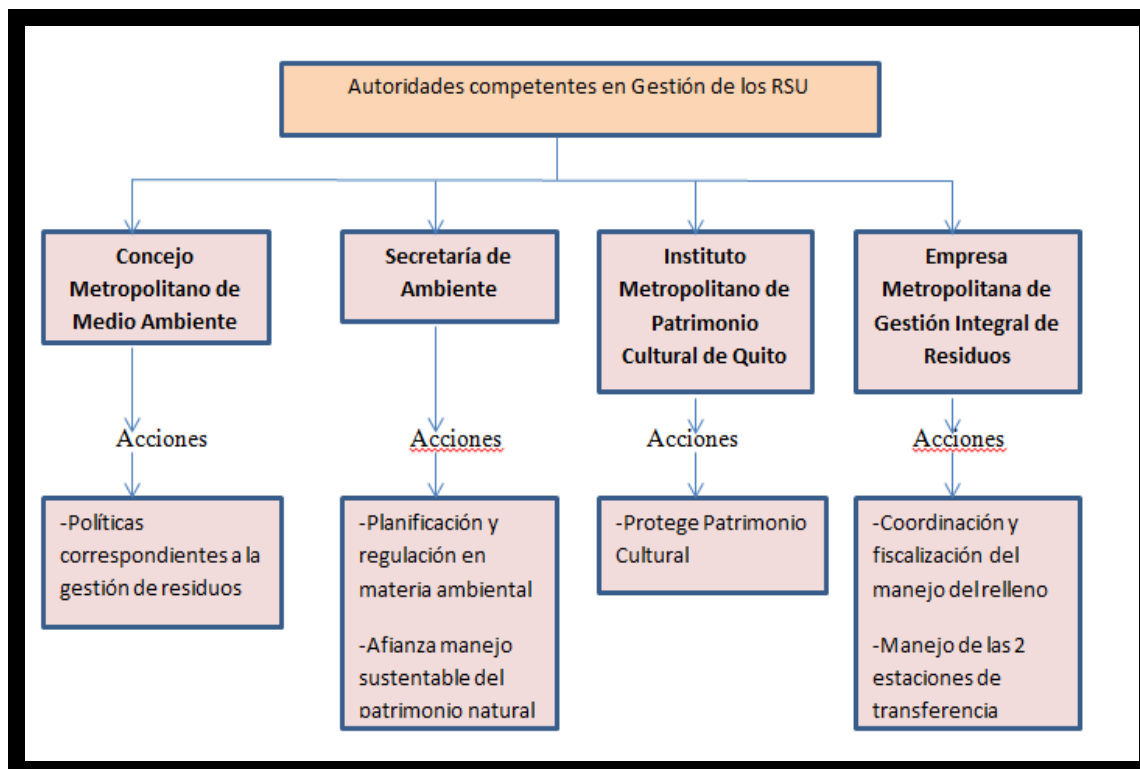 Autoridades competentes en Gestión de los RSU
Concejo
Metropolitano de
Medio Ambiente
Secretaría de
Ambiente
Instituto
Metropolitano de
Patrimonio
Cultural de Quito
Empresa
Metropolitana de
Gestión Integral de
Residuos
Acciones
Acciones
Acciones
Acciones
-Políticas
correspondientes a la
gestión de residuos
-Planificación y
regulación en
materia ambiental
-Afianza manejo
sustentable del
patrimonio natural
-Protege Patrimonio
Cultural
-Coordinación y
fiscalización del
manejo del relleno
-Manejo de las 2
estaciones de
transferencia